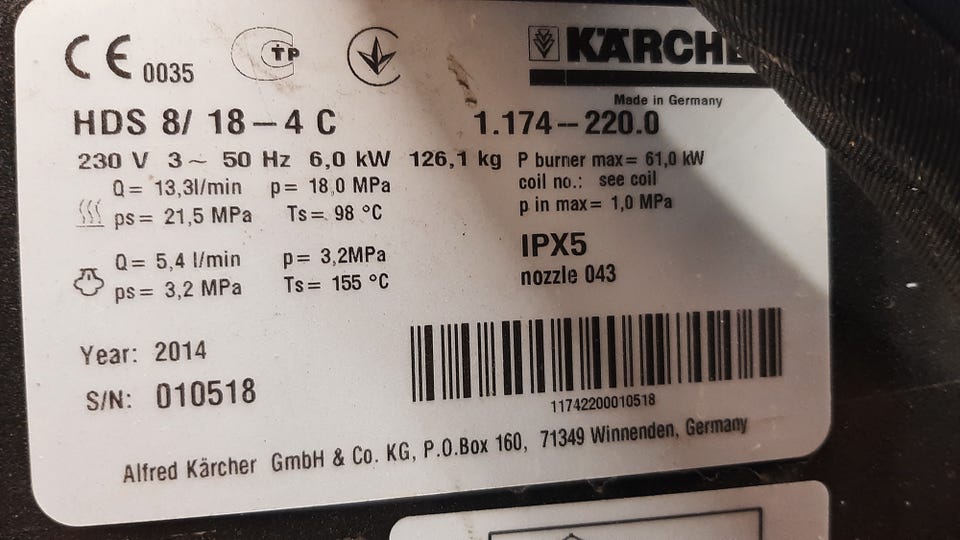 CE 0035
TP
KÄRCHE
Made in Germany
HDS 8/ 18-4 C 1.174-220.0
230 V 3~ 50 Hz 6,0 kW 126,1 kg P burner max= 61,0 kW
Q= 13,3l/min p= 18,0 MPa coil no.: see coil
ps= 21,5 MPa Ts= 98 °C p in max= 1,0 MPa
IPX5
Q= 5,4 l/min p= 3,2MPa nozzle 043
ps= 3,2 MPa Ts= 155 °C
Year: 2014
S/N: 010518
11742200010518
Alfred Kärcher GmbH & Co. KG, P.O.Box 160, 71349 Winnenden, Germany